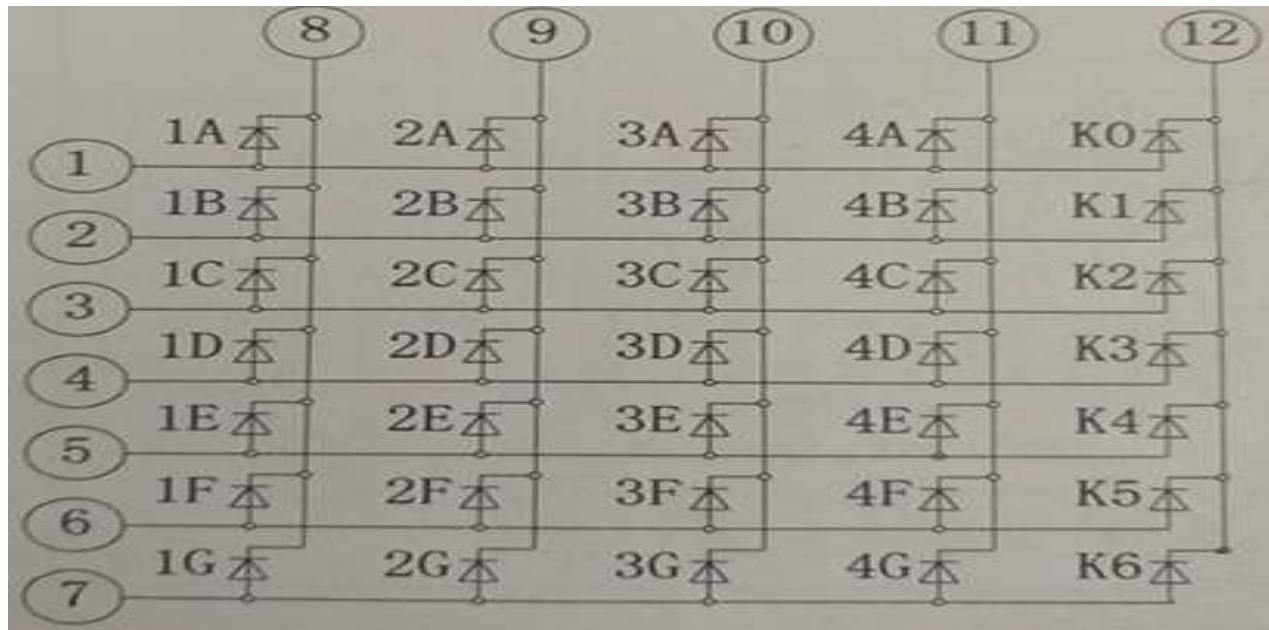 8 9 10 11 12
1A 2A 3A 4A K0
1
1B 2B 3B 4B K1
2
1C 2C 3C 4C K2
3
1D 2D 3D 4D K3
4
1E 2E 3E 4E K4
5
1F 2F 3F 4F K5
6
1G 2G 3G 4G K6
7